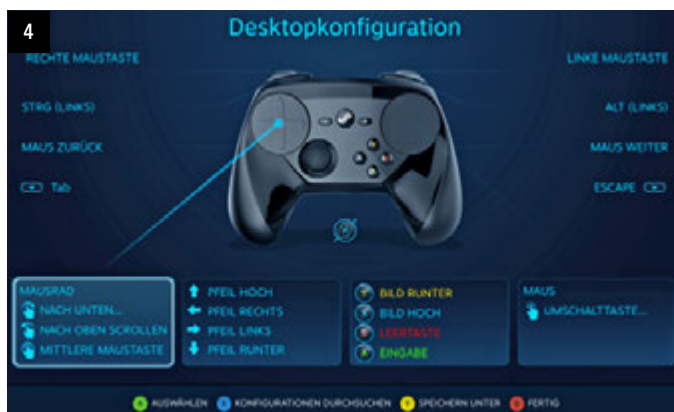 4
Desktopkonfiguration
RECHTE MAUSTASTE
LINKE MAUSTASTE
STRG (LINKS)
ALT (LINKS)
MAUS ZURÜCK
MAUS WEITER
Tab
ESCAPE
MAUSRAD
NACH UNTEN...
NACH OBEN SCROLLEN
MITTLERE MAUSTASTE
PFEIL HOCH
PFEIL RECHTS
PFEIL LINKS
PFEIL RUNTER
BILD RUNTER
BILD HOCH
LEERTASTE
EINGABE
MAUS
UMSCHALTTASTE...
A AUSWÄHLEN X KONFIGURATIONEN DURCHSUCHEN Y SPEICHERN UNTER B FERTIG